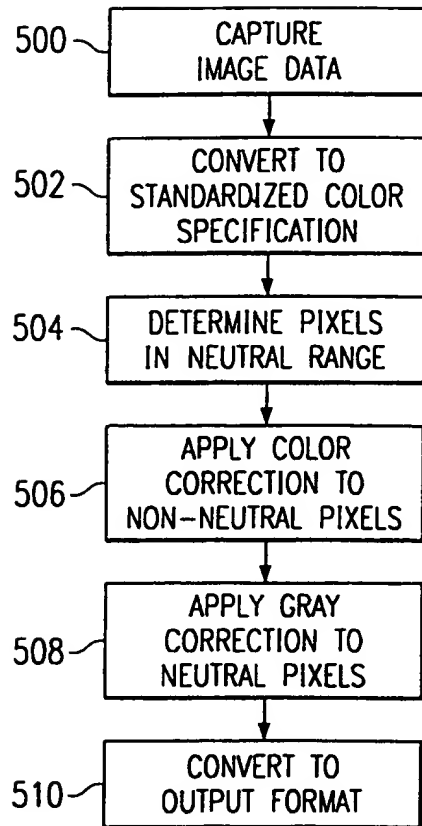 500
CAPTURE
IMAGE DATA
502
CONVERT TO
STANDARDIZED COLOR
SPECIFICATION
504
DETERMINE PIXELS
IN NEUTRAL RANGE
506
APPLY COLOR
CORRECTION TO
NON-NEUTRAL PIXELS
508
APPLY GRAY
CORRECTION TO
NEUTRAL PIXELS
510
CONVERT TO
OUTPUT FORMAT